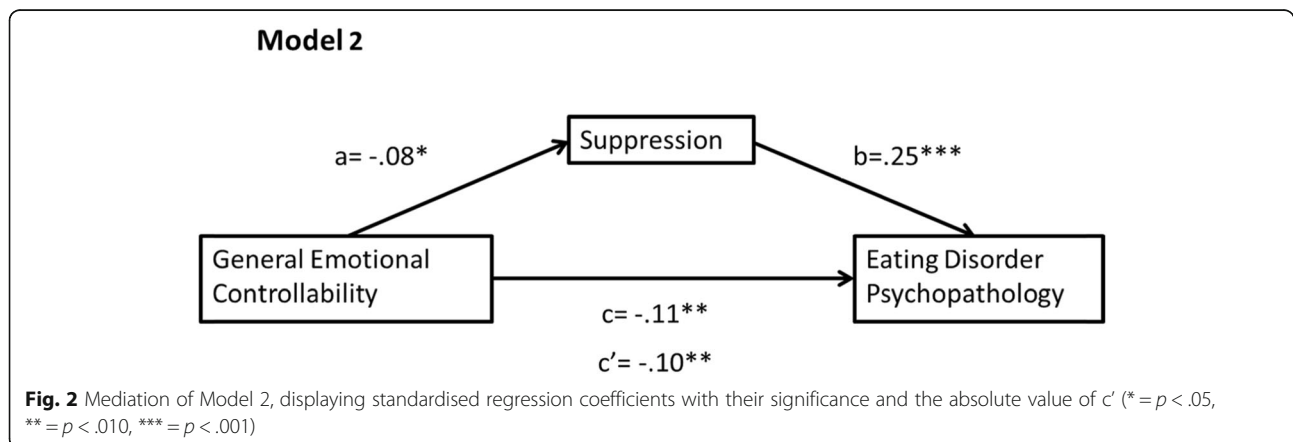 Model 2
Suppression
a= -.08*
b=.25***
General Emotional
Controllability
Eating Disorder
Psychopathology
c= -.11**
c’= -.10**
Fig. 2 Mediation of Model 2, displaying standardised regression coefficients with their significance and the absolute value of c’ (* = p < .05,
** = p < .010, *** = p < .001)